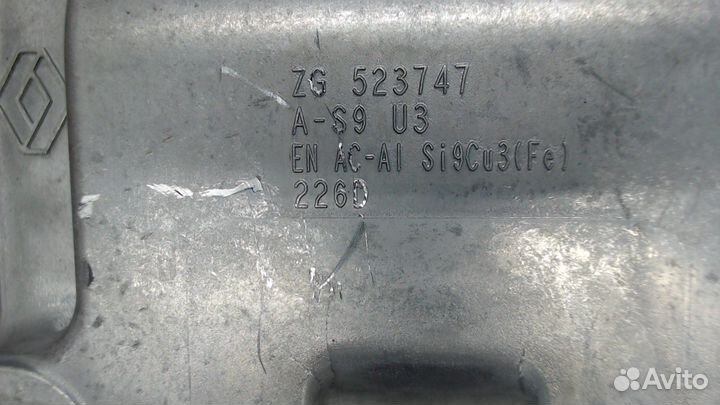 ZG 523747
A-S9 U3
EN AC-Al Si9Cu3(Fe)
226D
Avito